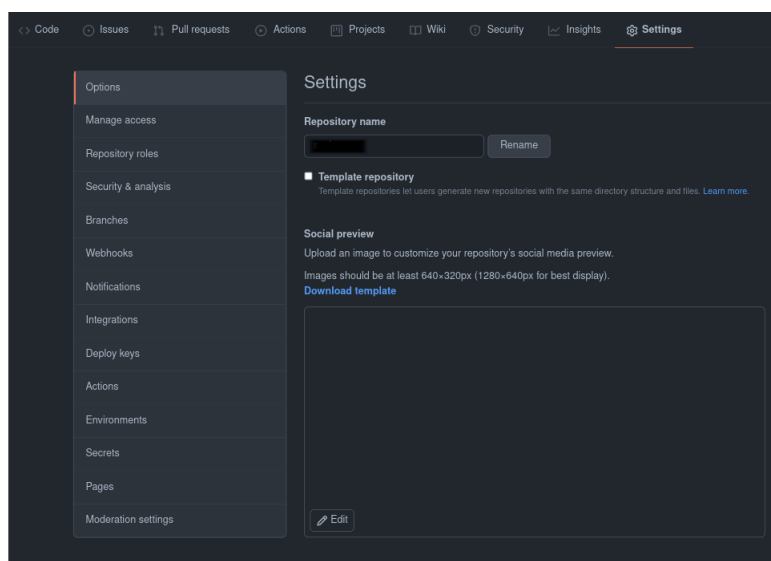 Code Issues Pull requests Actions Projects Wiki Security Insights Settings
Options
Manage access
Repository roles
Security & analysis
Branches
Webhooks
Notifications
Integrations
Deploy keys
Actions
Environments
Secrets
Pages
Moderation settings
Settings
Repository name
Rename
Template repository
Template repositories let users generate new repositories with the same directory structure and files. Learn more.
Social preview
Upload an image to customize your repository's social media preview.
Images should be at least 640×320px (1280×640px for best display).
Download template
Edit